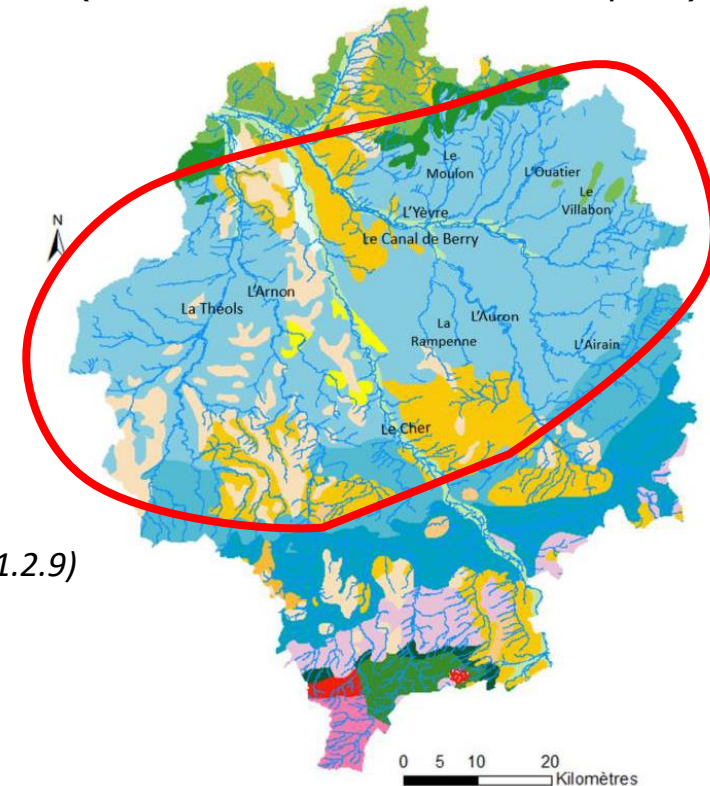 Le
Moulon
L'Ouatier
Le
Villabon
L'Yèvre
N
Le Canal de Berry
La Théols
L'Arnon
La
Rampenne
L'Auron
L'Airain
Le Cher
1.2.9)
0 5 10 20
Kilomètres